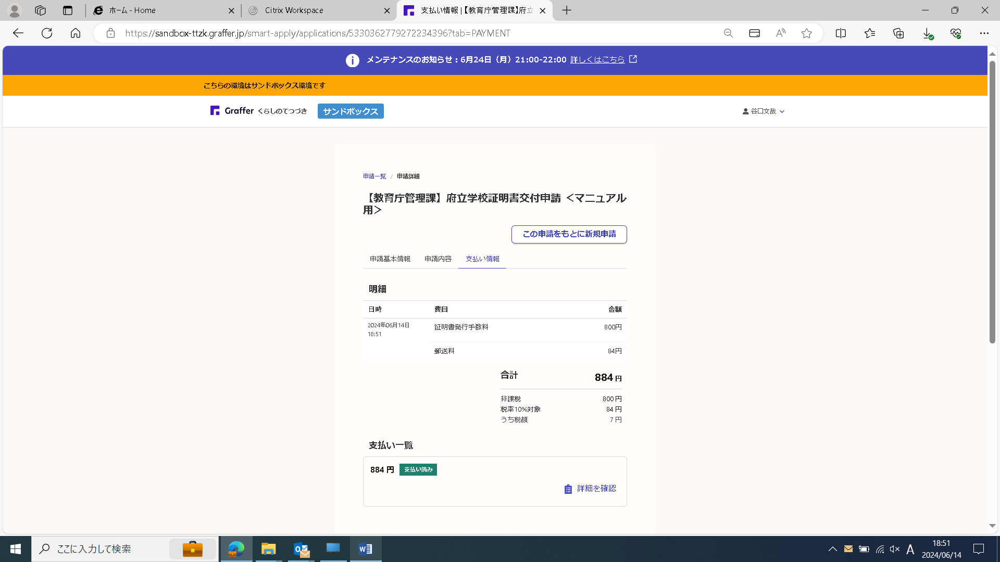 ホーム - Home
Citrix Workspace
支払い情報 | 【教育庁管理課】府立
https://sandbox-ttzk.graffer.jp/smart-apply/applications/5330362779272234396?tab=PAYMENT
メンテナンスのお知らせ：6月24日（月）21:00-22:00 詳しくはこちら
こちらの環境はサンドボックス環境です
Graffer くらしのてつづき サンドボックス
谷口文哉
申請一覧 / 申請詳細
【教育庁管理課】府立学校証明書交付申請 ＜マニュアル
用＞
この申請をもとに新規申請
申請基本情報 申請内容 支払い情報
明細
日時 費目 金額
2024年06月14日
18:51
証明書発行手数料 800円
郵送料 84円
合計 884 円
非課税 800 円
税率10%対象 84 円
うち税額 7 円
支払い一覧
884 円 支払い済み
詳細を確認
ここに入力して検索
A
18:51
2024/06/14